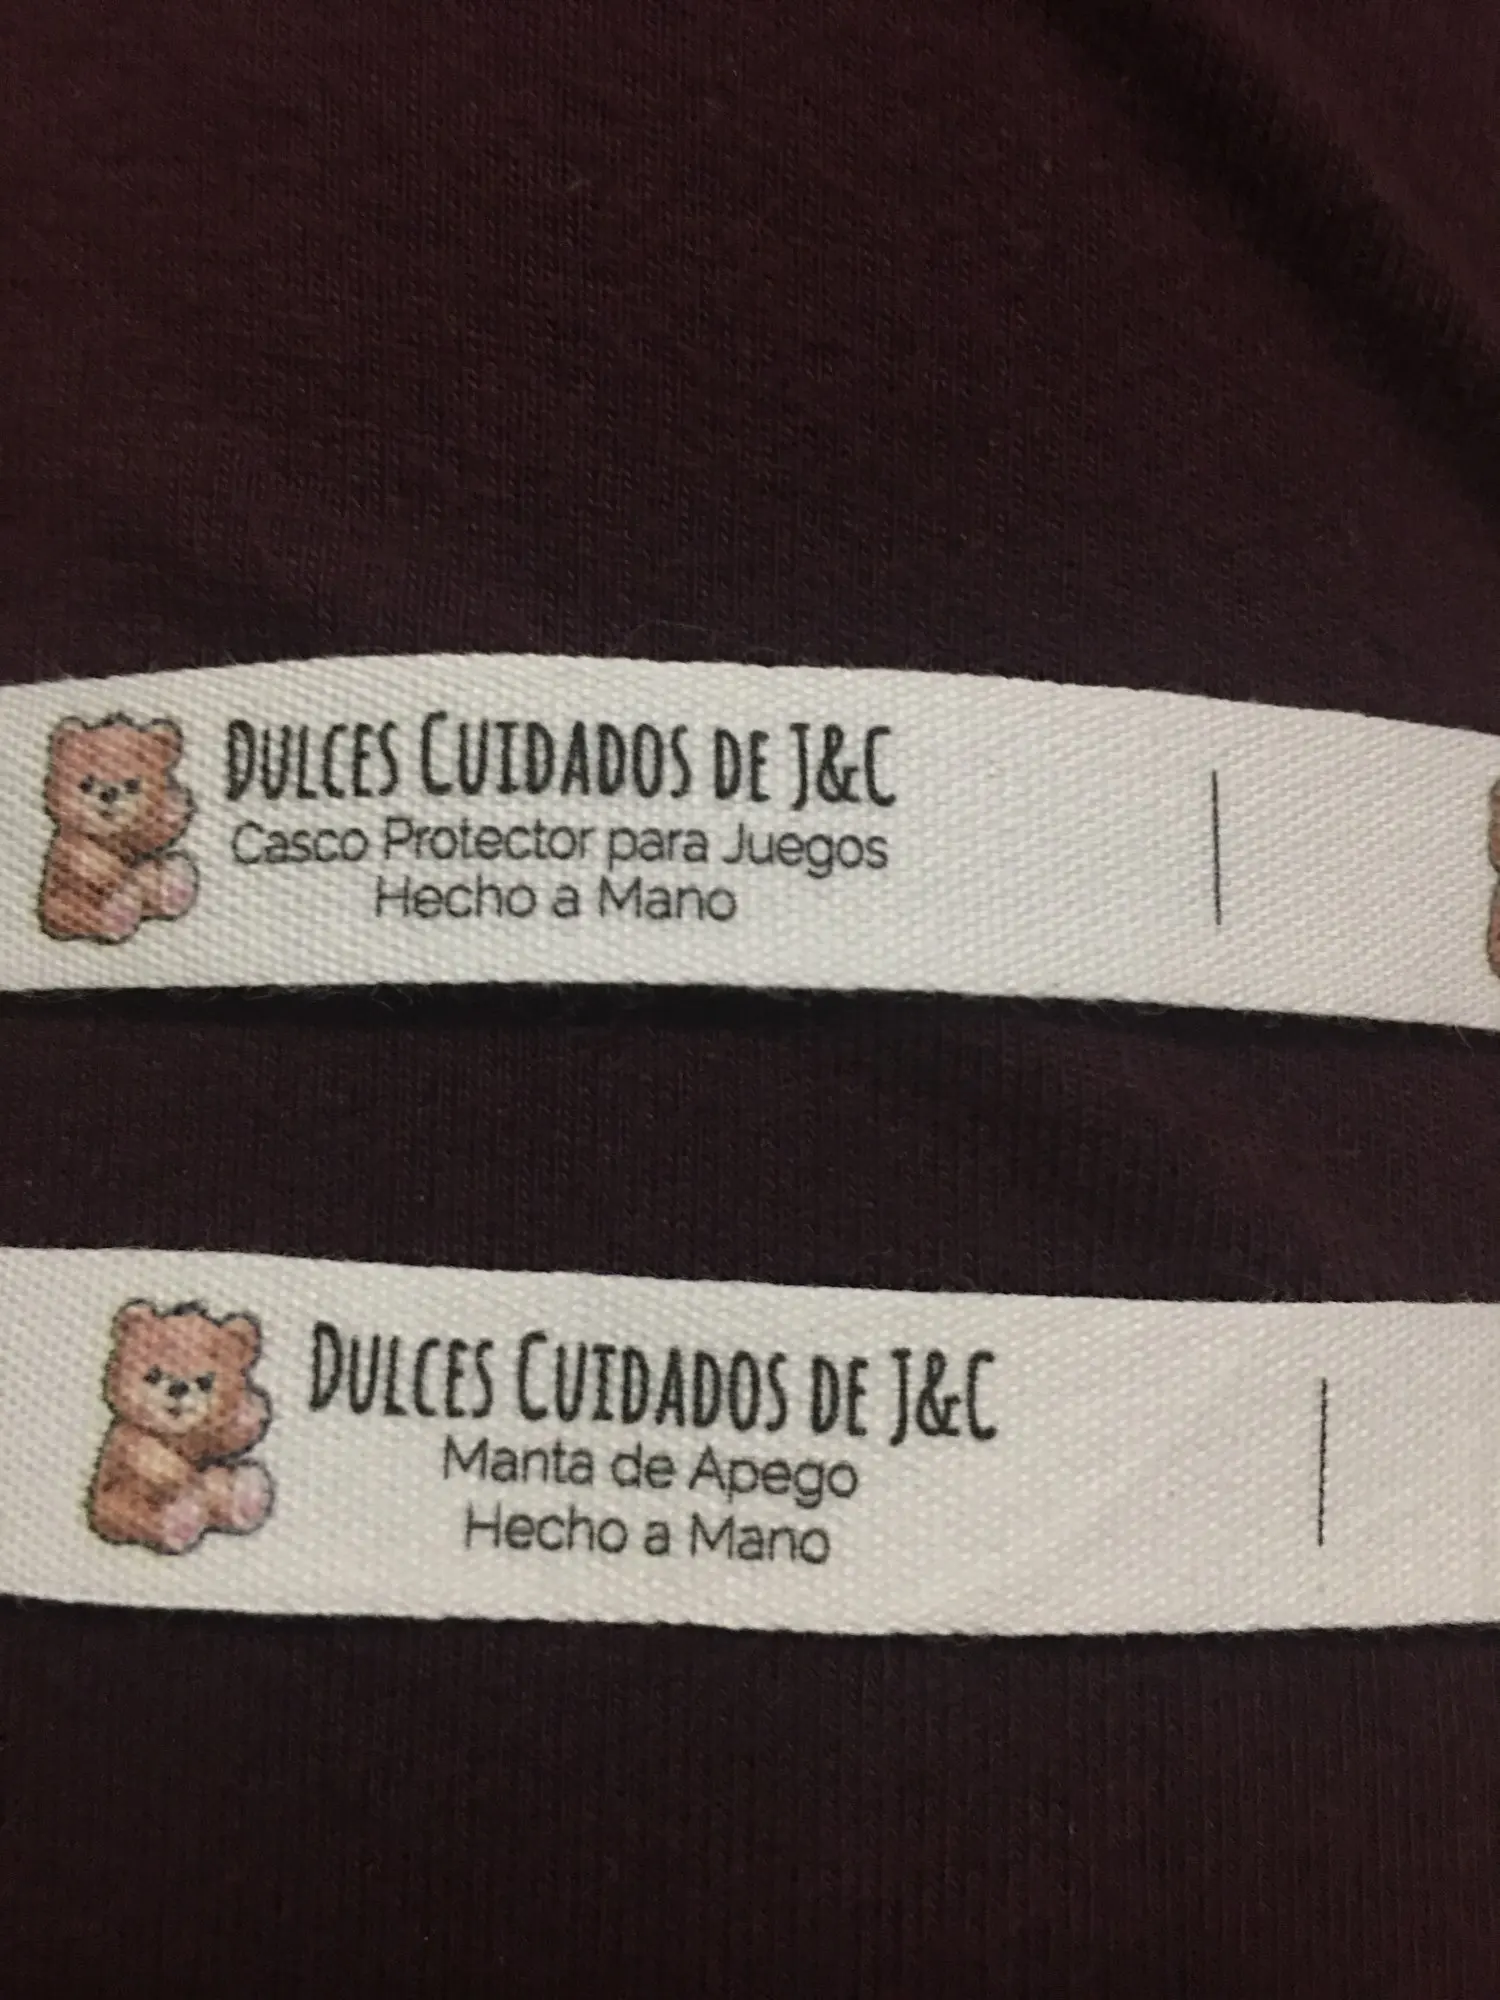 DULCES CUIDADOS DE J&C
Casco Protector para Juegos
Hecho a Mano
DULCES CUIDADOS DE J&C
Manta de Apego
Hecho a Mano